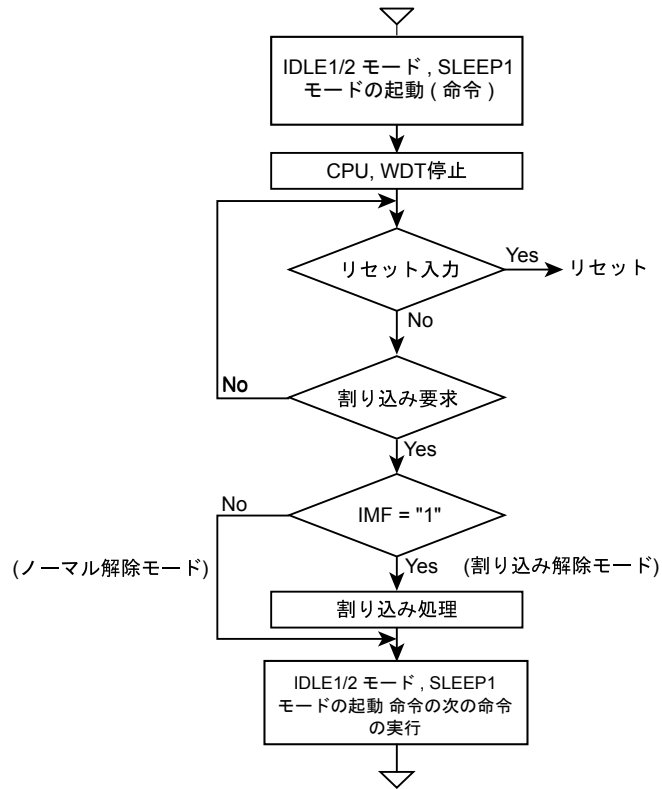 IDLE1/2 モード , SLEEP1
モードの起動 ( 命令 )
CPU, WDT停止
リセット入力
Yes
リセット
No
割り込み要求
No
Yes
IMF = "1"
No
(ノーマル解除モード)
Yes
(割り込み解除モード)
割り込み処理
IDLE1/2 モード , SLEEP1
モードの起動 命令の次の命令
の実行